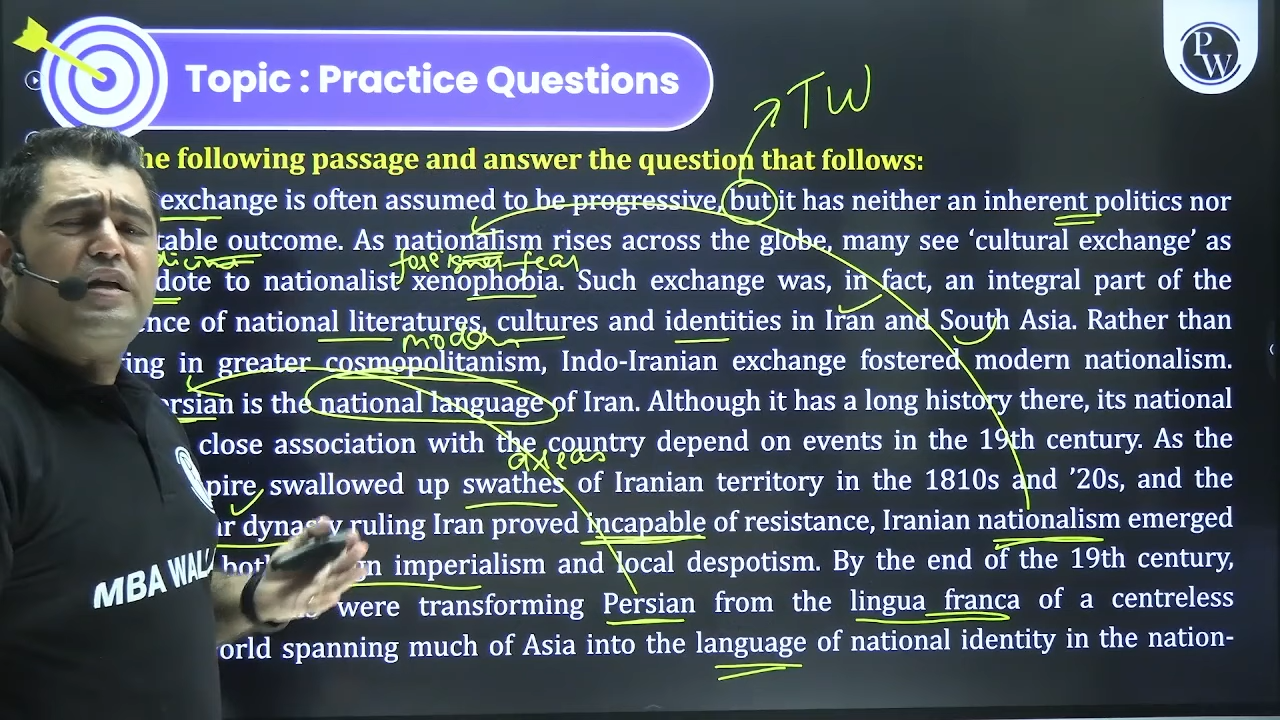 Topic : Practice Questions
PW
TW
he following passage and answer the question that follows:
exchange is often assumed to be progressive, but it has neither an inherent politics nor
table outcome. As nationalism rises across the globe, many see ‘cultural exchange’ as
foreigner fear
dote to nationalist xenophobia. Such exchange was, in fact, an integral part of the
ence of national literatures, cultures and identities in Iran and South Asia. Rather than
modern
ing in greater cosmopolitanism, Indo-Iranian exchange fostered modern nationalism.
ersian is the national language of Iran. Although it has a long history there, its national
close association with the country depend on events in the 19th century. As the
areas
pire swallowed up swathes of Iranian territory in the 1810s and ’20s, and the
ar dynasty ruling Iran proved incapable of resistance, Iranian nationalism emerged
both gn imperialism and local despotism. By the end of the 19th century,
were transforming Persian from the lingua franca of a centreless
orld spanning much of Asia into the language of national identity in the nation-
MBA WALL